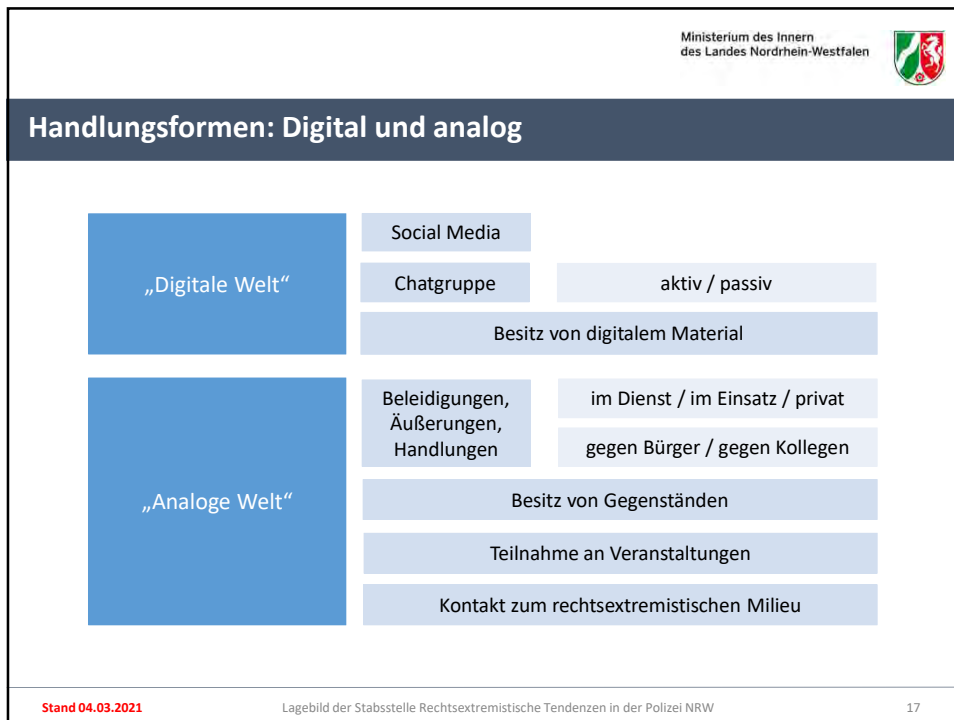 Ministerium des Innern
des Landes Nordrhein-Westfalen
Handlungsformen: Digital und analog
„Digitale Welt“
Social Media
Chatgruppe
aktiv / passiv
Besitz von digitalem Material
„Analoge Welt“
Beleidigungen,
Äußerungen,
Handlungen
im Dienst / im Einsatz / privat
gegen Bürger / gegen Kollegen
Besitz von Gegenständen
Teilnahme an Veranstaltungen
Kontakt zum rechtsextremistischen Milieu
Stand 04.03.2021
Lagebild der Stabsstelle Rechtsextremistische Tendenzen in der Polizei NRW
17